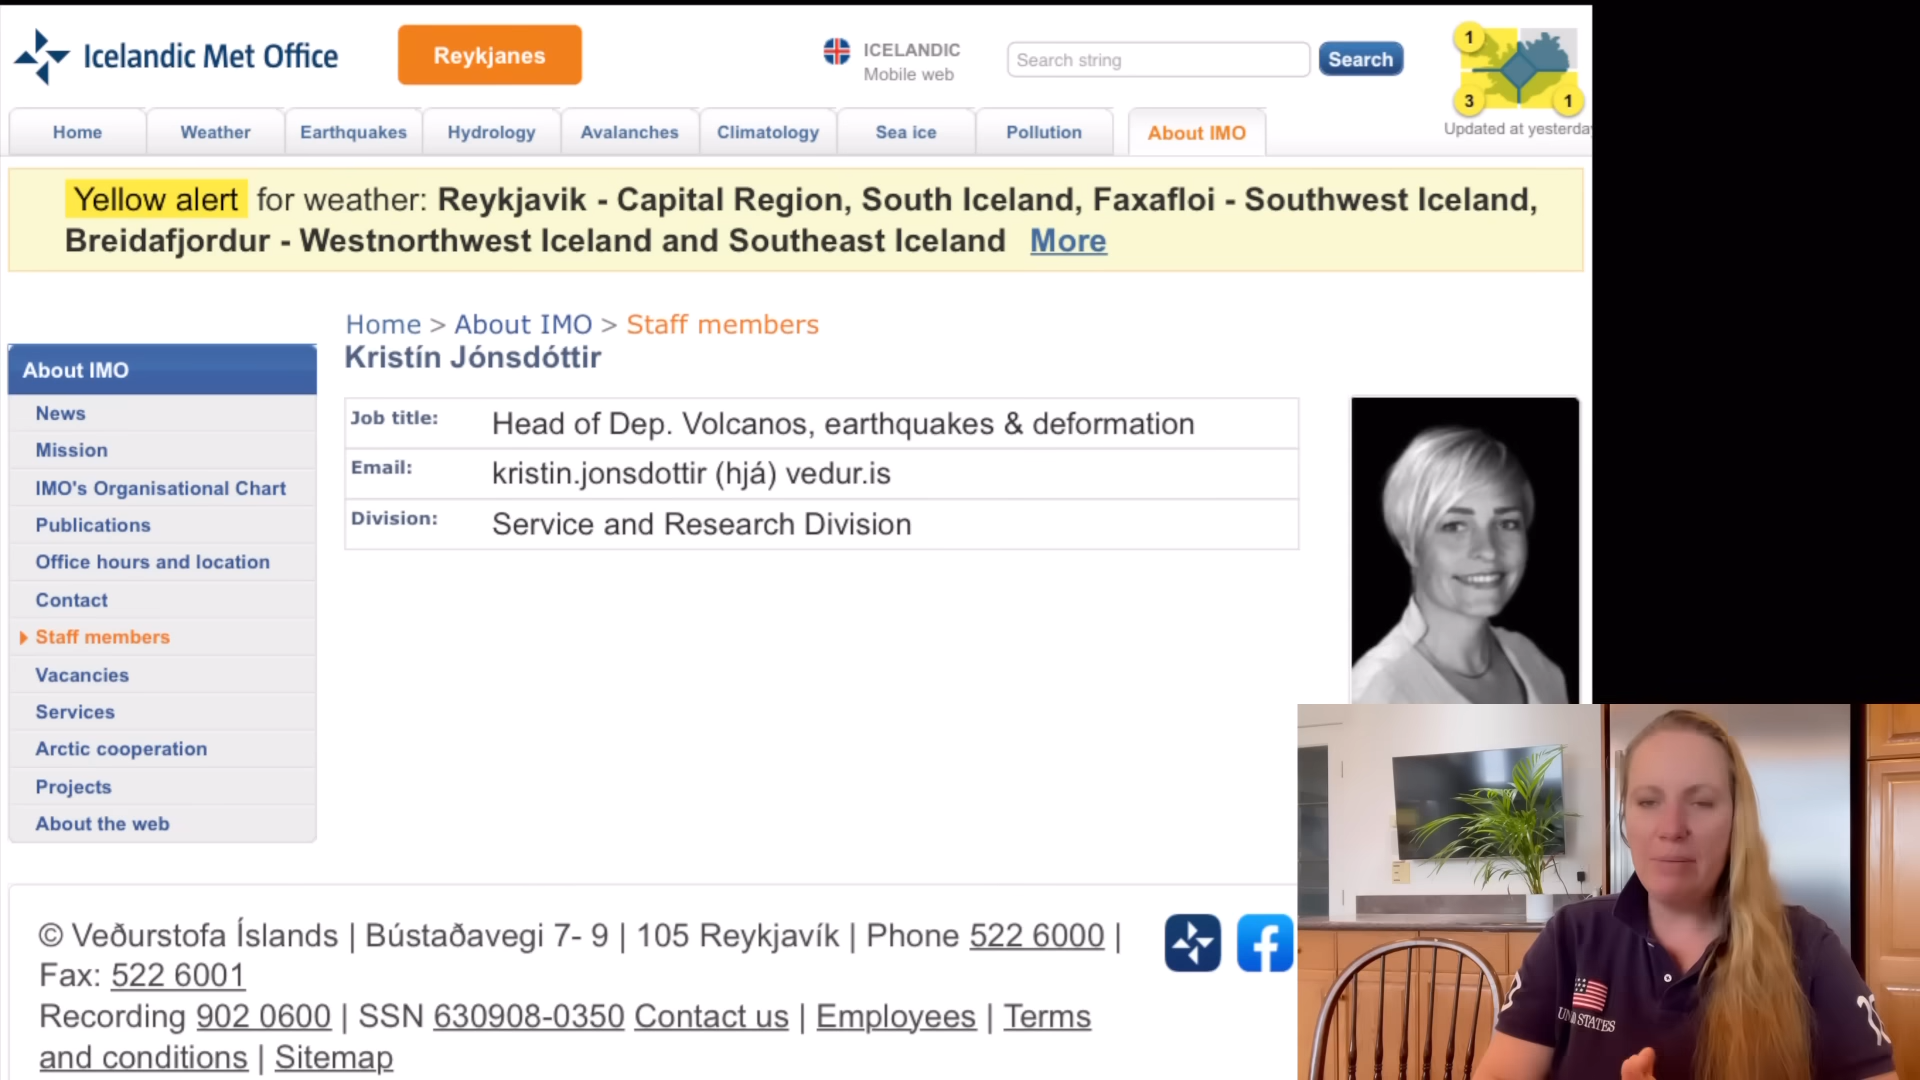 Icelandic Met Office
Reykjanes
ICELANDIC
Mobile web
Search string
Search
1
3
1
Updated at yesterda
Home
Weather
Earthquakes
Hydrology
Avalanches
Climatology
Sea ice
Pollution
About IMO
Yellow alert for weather: Reykjavik - Capital Region, South Iceland, Faxafloi - Southwest Iceland,
Breidafjordur - Westnorthwest Iceland and Southeast Iceland More
Home > About IMO > Staff members
Kristín Jónsdóttir
Job title: Head of Dep. Volcanos, earthquakes & deformation
Email: kristin.jonsdottir (hjá) vedur.is
Division: Service and Research Division
About IMO
News
Mission
IMO's Organisational Chart
Publications
Office hours and location
Contact
Staff members
Vacancies
Services
Arctic cooperation
Projects
About the web
© Veðurstofa Íslands | Bústaðavegi 7- 9 | 105 Reykjavík | Phone 522 6000 |
Fax: 522 6001
Recording 902 0600 | SSN 630908-0350 Contact us | Employees | Terms
and conditions | Sitemap
f
STATES